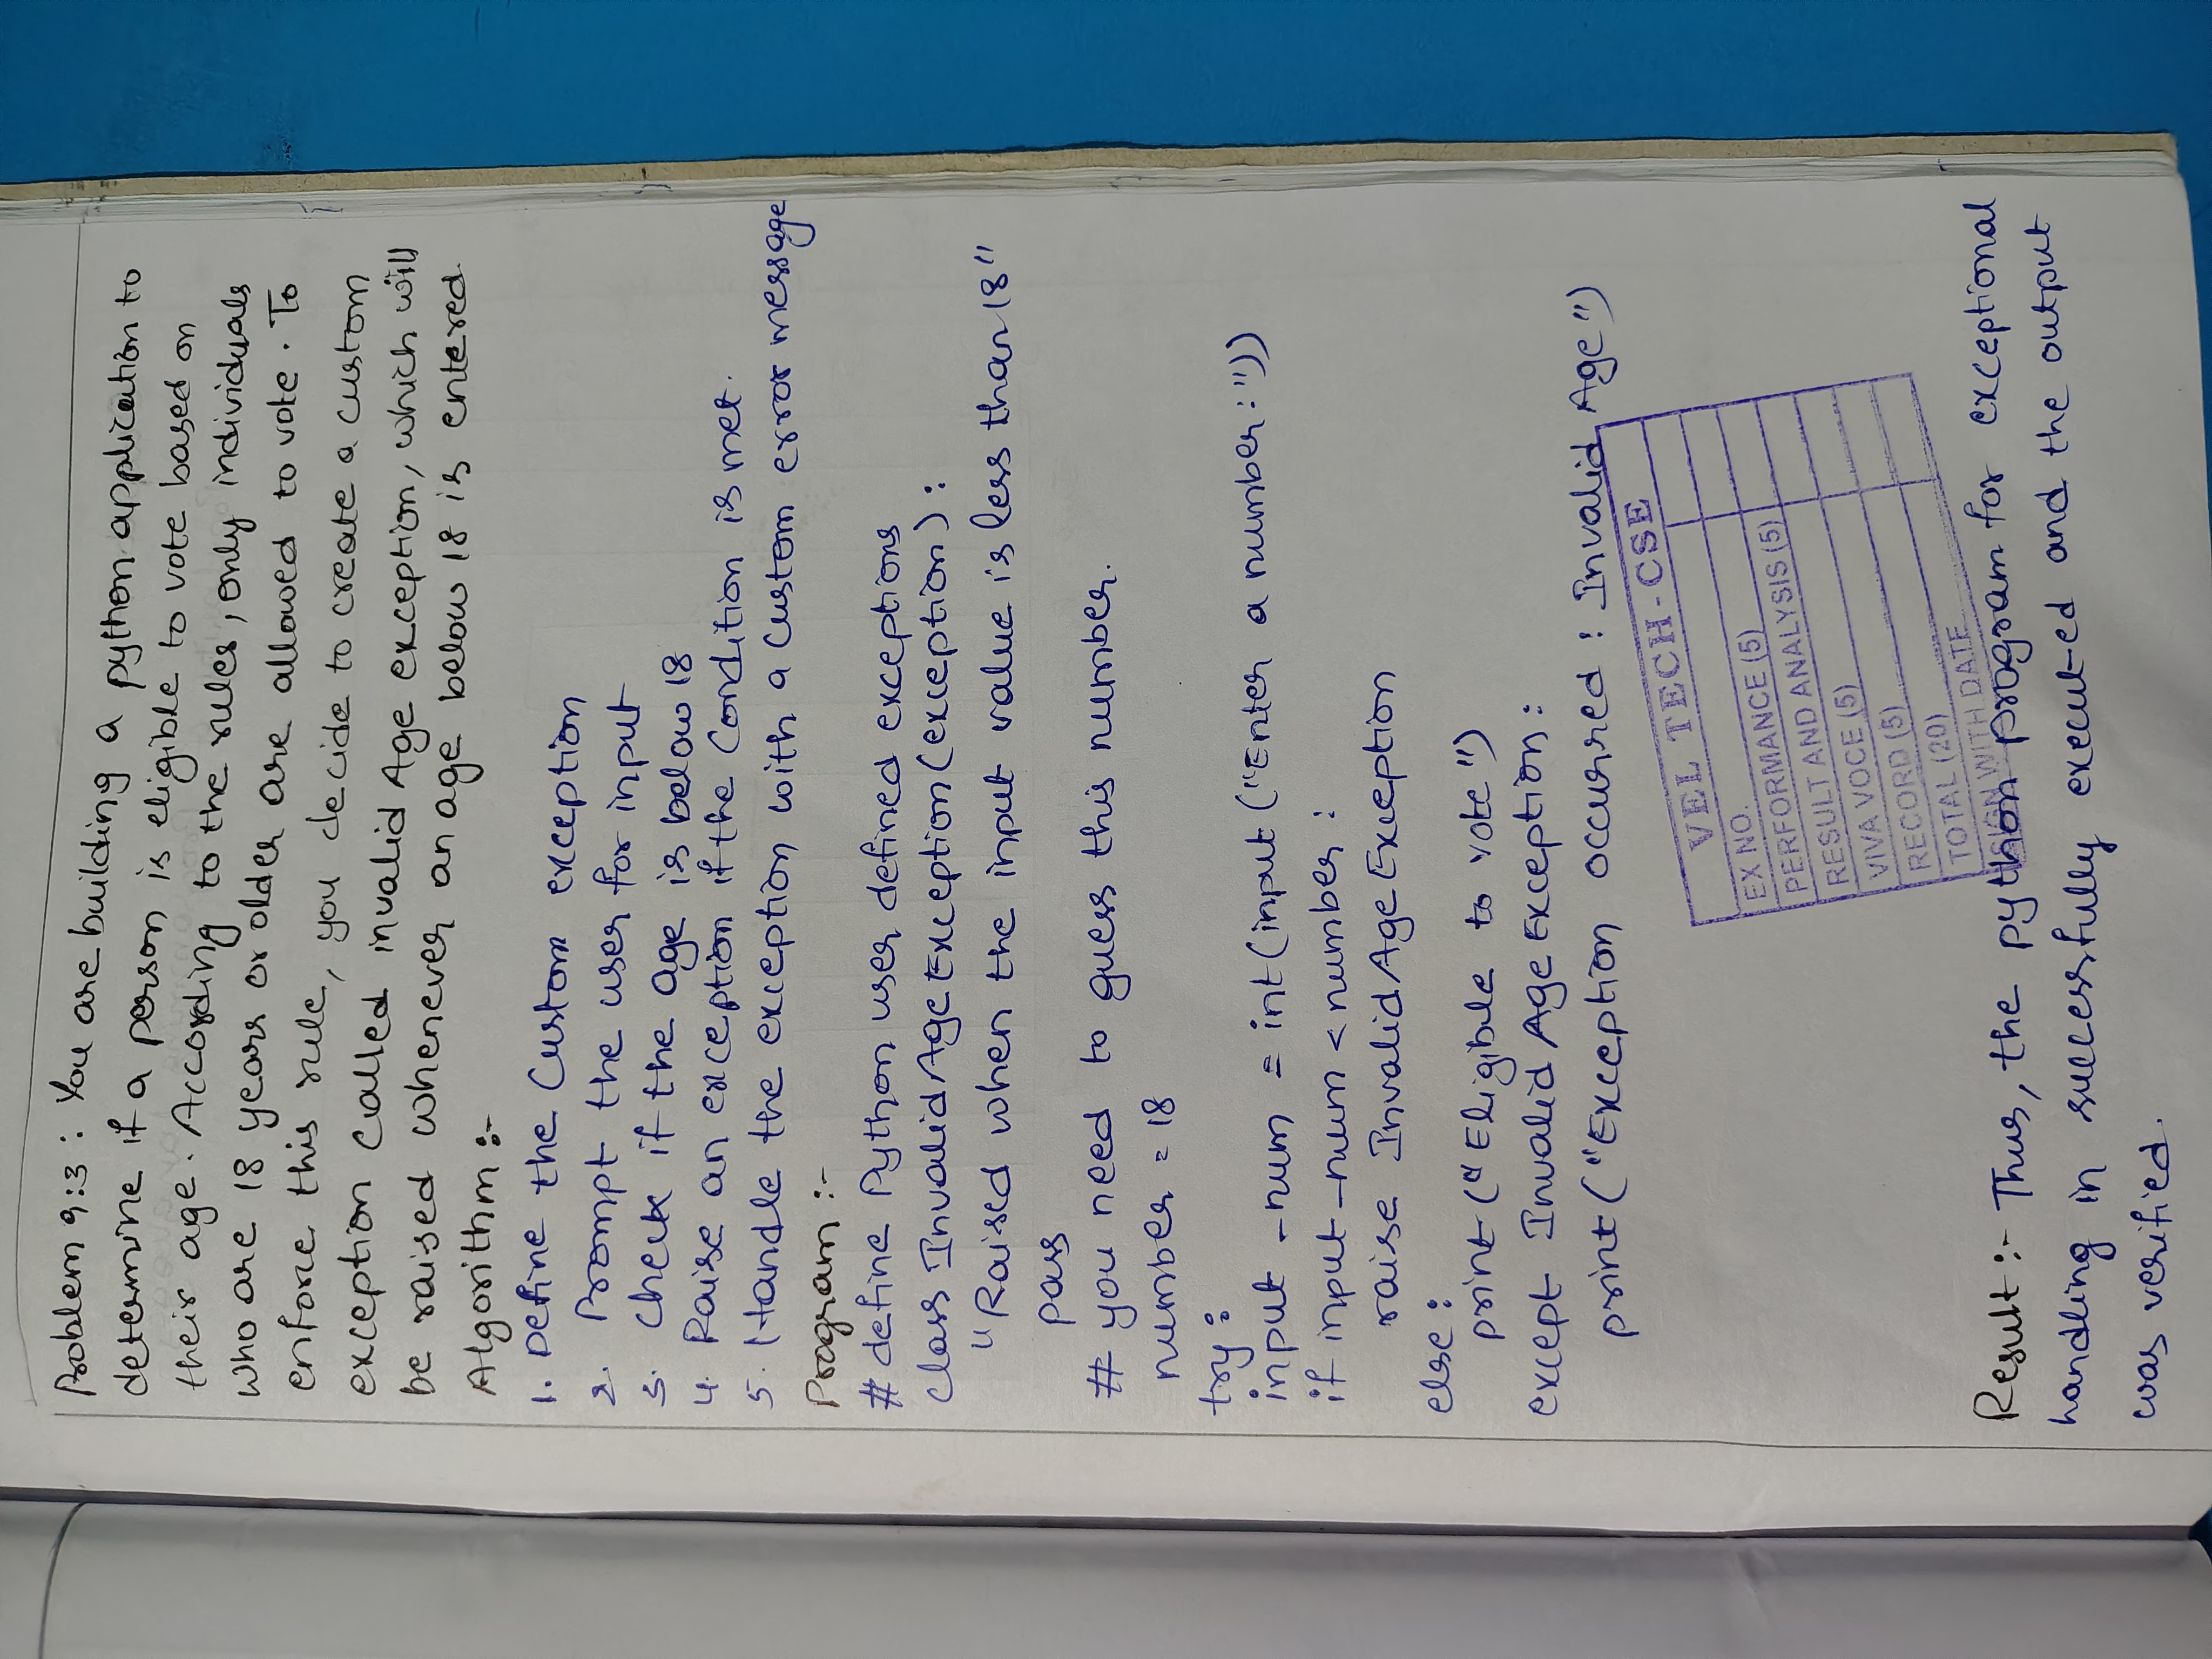 Problem 9:3 : You are building a python application to
determine if a person is eligible to vote based on
their age. According to the rules, only individuals
who are 18 years or older are allowed to vote. To
enforce this rule, you decide to create a custom
exception called invalid Age exception, which will
be raised whenever an age below 18 is entered.
Algorithm :-
1. Define the Custom exception
2. Prompt the user for input
3. Check if the age is below 18
4. Raise an exception if the Condition is met.
5. Handle the exception with a Custom error message
Program :-
# define Python user defined exceptions
class InvalidAgeException(exception) :
"Raised when the input value is less than 18"
pass
# you need to guess this number.
number = 18
try :
input _num = int(input ("Enter a number : "))
if input _num < number :
raise InvalidAgeException
else :
print ("Eligible to vote")
except InvalidAgeException :
print ("Exception occurred : Invalid Age")
VEL TECH-CSE
EX NO.
PERFORMANCE (5)
RESULT AND ANALYSIS (5)
VIVA VOCE (5)
RECORD (5)
TOTAL (20)
SIGN WITH DATE
Result :- Thus, the python program for exceptional
handling in successfully executed and the output
was verified.